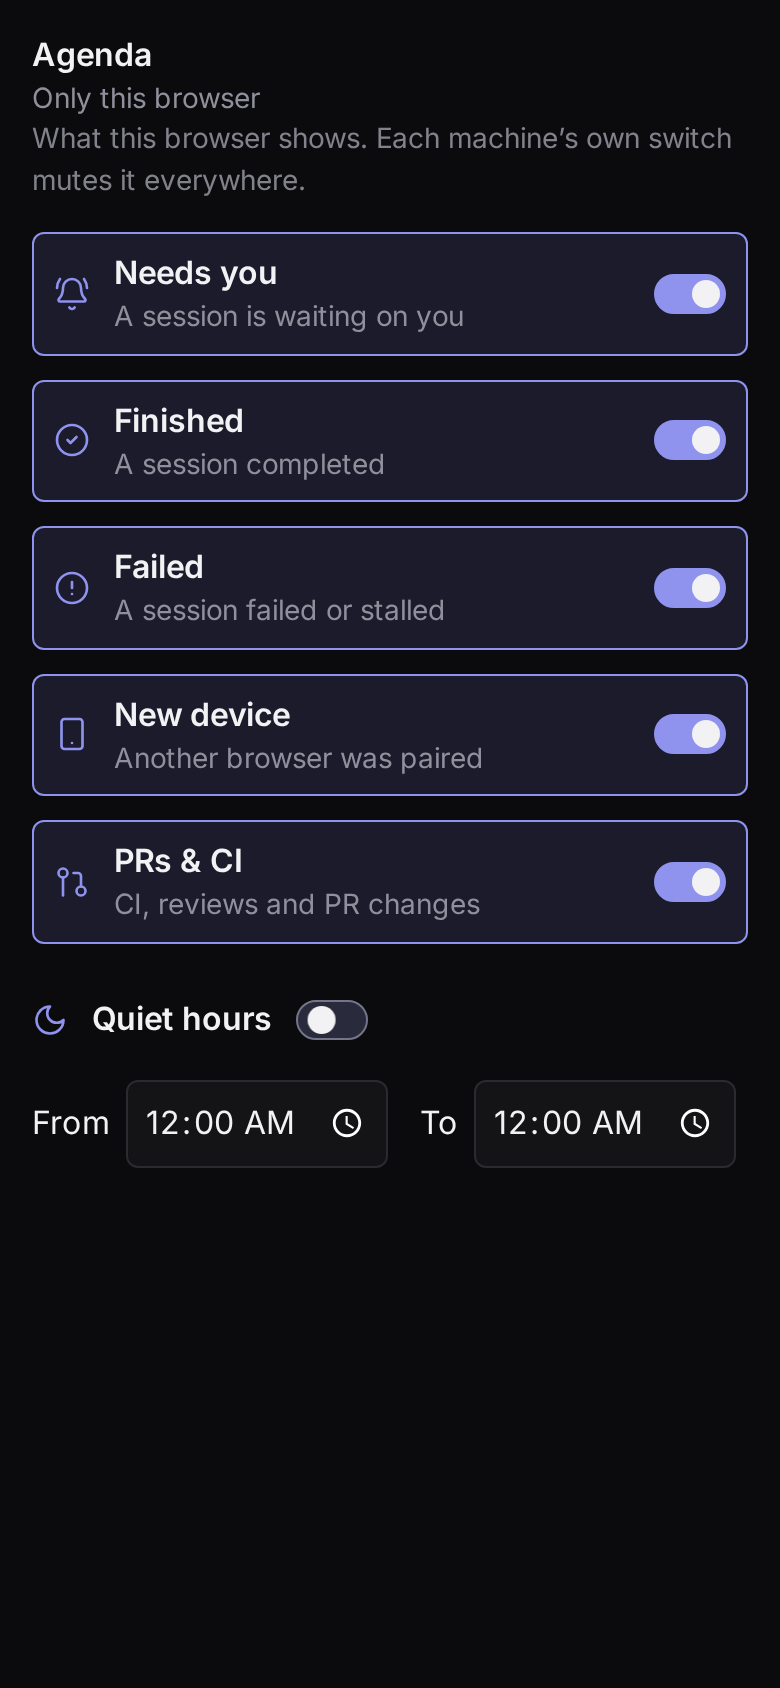 Agenda
Only this browser
What this browser shows. Each machine’s own switch
mutes it everywhere.
Needs you
A session is waiting on you
Finished
A session completed
Failed
A session failed or stalled
New device
Another browser was paired
PRs & CI
CI, reviews and PR changes
Quiet hours
From 12:00 AM To 12:00 AM